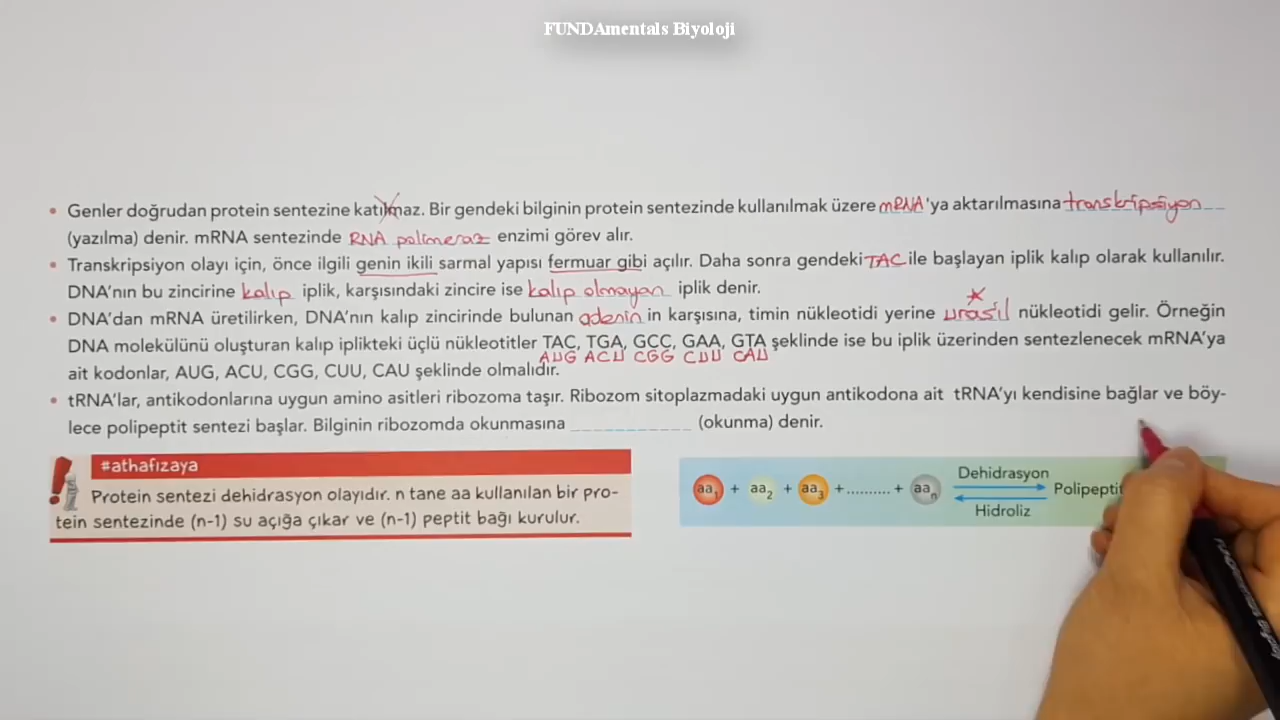 FUNDAmentals Biyoloji
• Genler doğrudan protein sentezine katılmaz. Bir gendeki bilginin protein sentezinde kullanılmak üzere mRNA'ya aktarılmasına transkripsiyon
(yazılma) denir. mRNA sentezinde RNA polimeraz enzimi görev alır.
• Transkripsiyon olayı için, önce ilgili genin ikili sarmal yapısı fermuar gibi açılır. Daha sonra gendeki TAC ile başlayan iplik kalıp olarak kullanılır.
DNA'nın bu zincirine kalıp iplik, karşısındaki zincire ise kalıp olmayan iplik denir.
• DNA'dan mRNA üretilirken, DNA'nın kalıp zincirinde bulunan adenin in karşısına, timin nükleotidi yerine urasil nükleotidi gelir. Örneğin
DNA molekülünü oluşturan kalıp iplikteki üçlü nükleotitler TAC, TGA, GCC, GAA, GTA şeklinde ise bu iplik üzerinden sentezlenecek mRNA'ya
AUG ACU CGG CUU CAU
ait kodonlar, AUG, ACU, CGG, CUU, CAU şeklinde olmalıdır.
• tRNA'lar, antikodonlarına uygun amino asitleri ribozoma taşır. Ribozom sitoplazmadaki uygun antikodona ait tRNA'yı kendisine bağlar ve böy-
lece polipeptit sentezi başlar. Bilginin ribozomda okunmasına ____________ (okunma) denir.
#athafızaya
Protein sentezi dehidrasyon olayıdır. n tane aa kullanılan bir pro-
tein sentezinde (n-1) su açığa çıkar ve (n-1) peptit bağı kurulur.
aa1 + aa2 + aa3 + .......... + aan Dehidrasyon Polipeptit
Hidroliz
FUNDAmentals Biyoloji